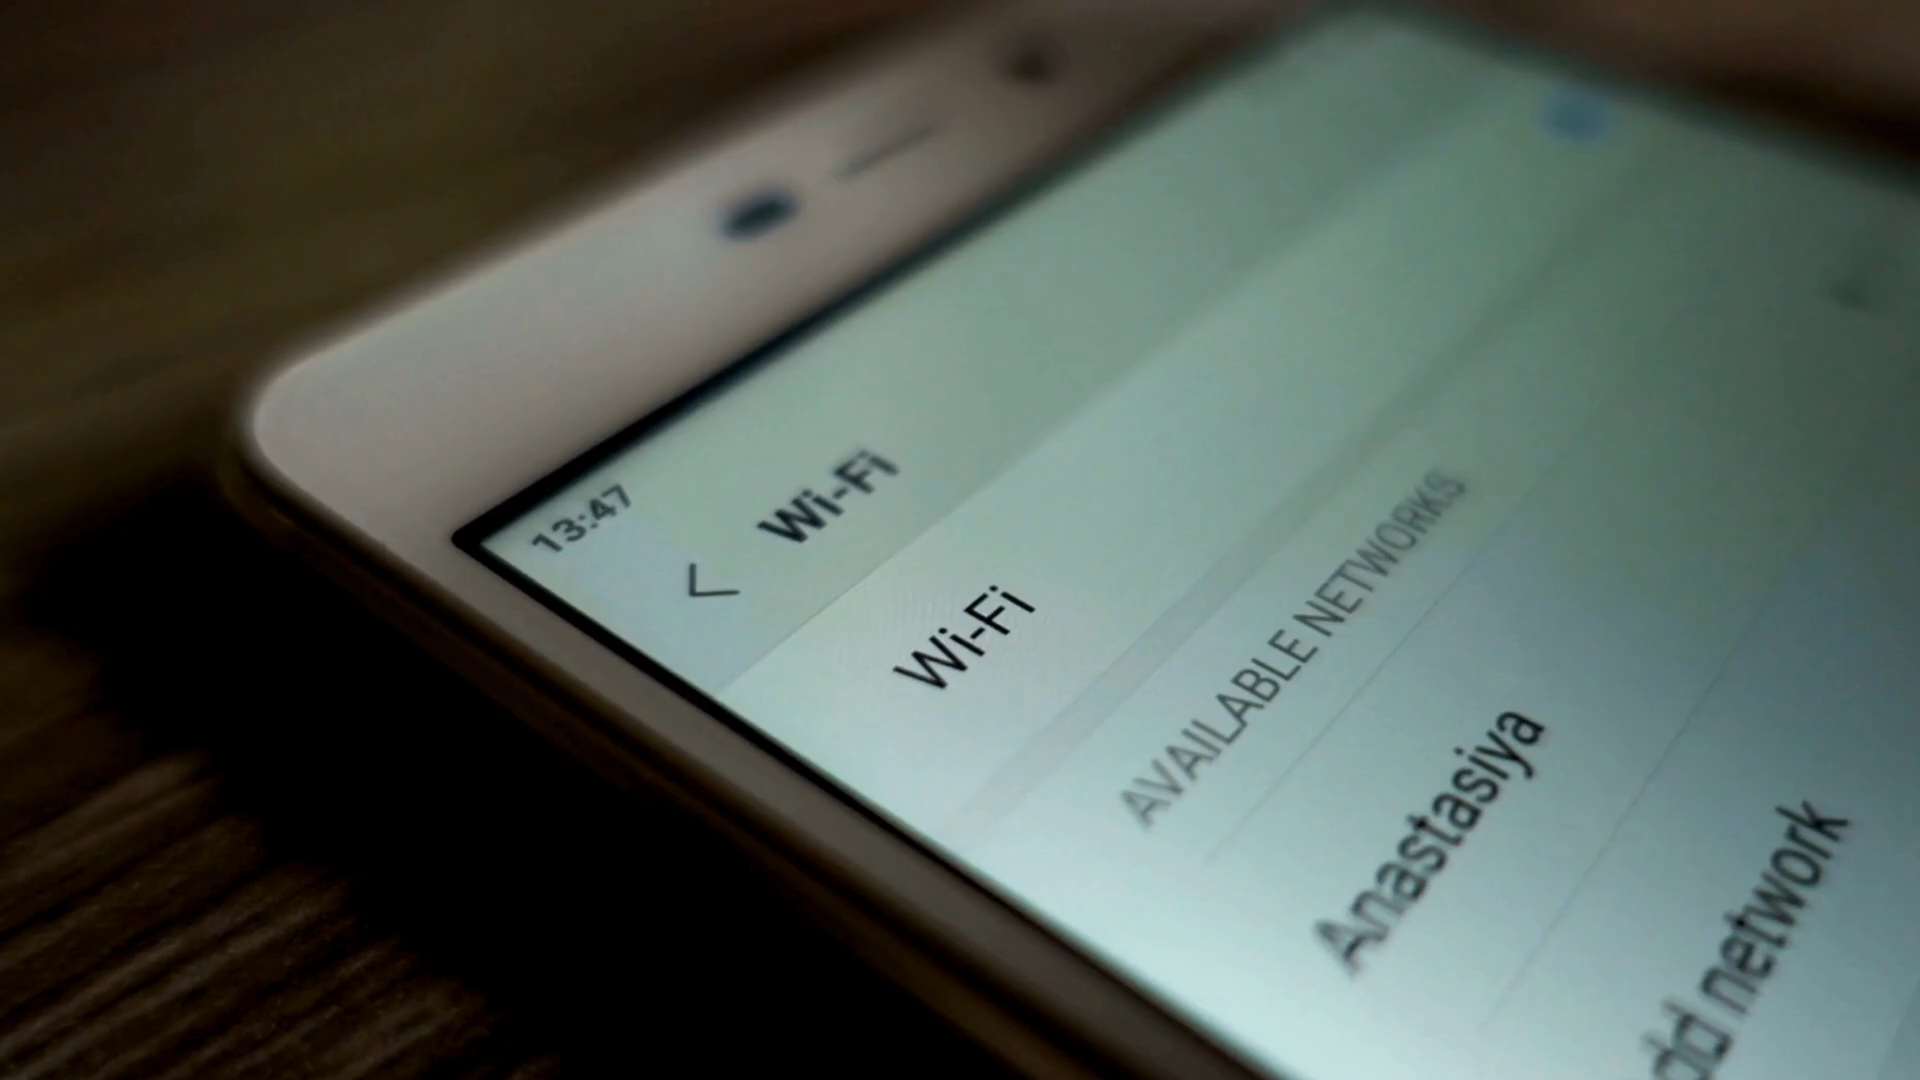 13:47
Wi-Fi
Wi-Fi
AVAILABLE NETWORKS
Anastasiya
dd network